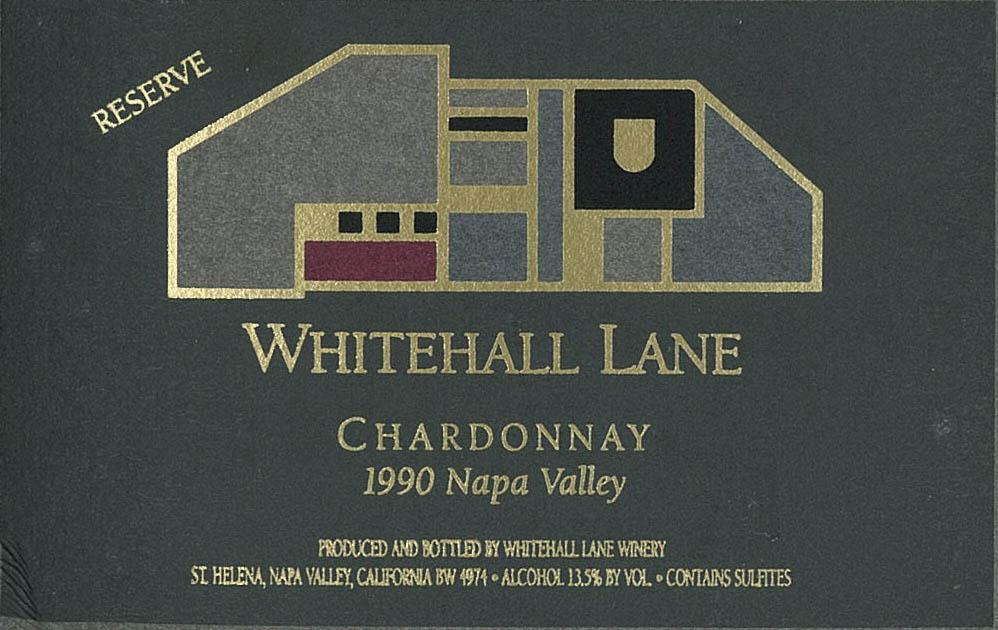 RESERVE
WHITEHALL LANE
CHARDONNAY
1990 Napa Valley
PRODUCED AND BOTTLED BY WHITEHALL LANE WINERY
ST. HELENA, NAPA VALLEY, CALIFORNIA BW 4974 • ALCOHOL 13.5% BY VOL. • CONTAINS SULFITES